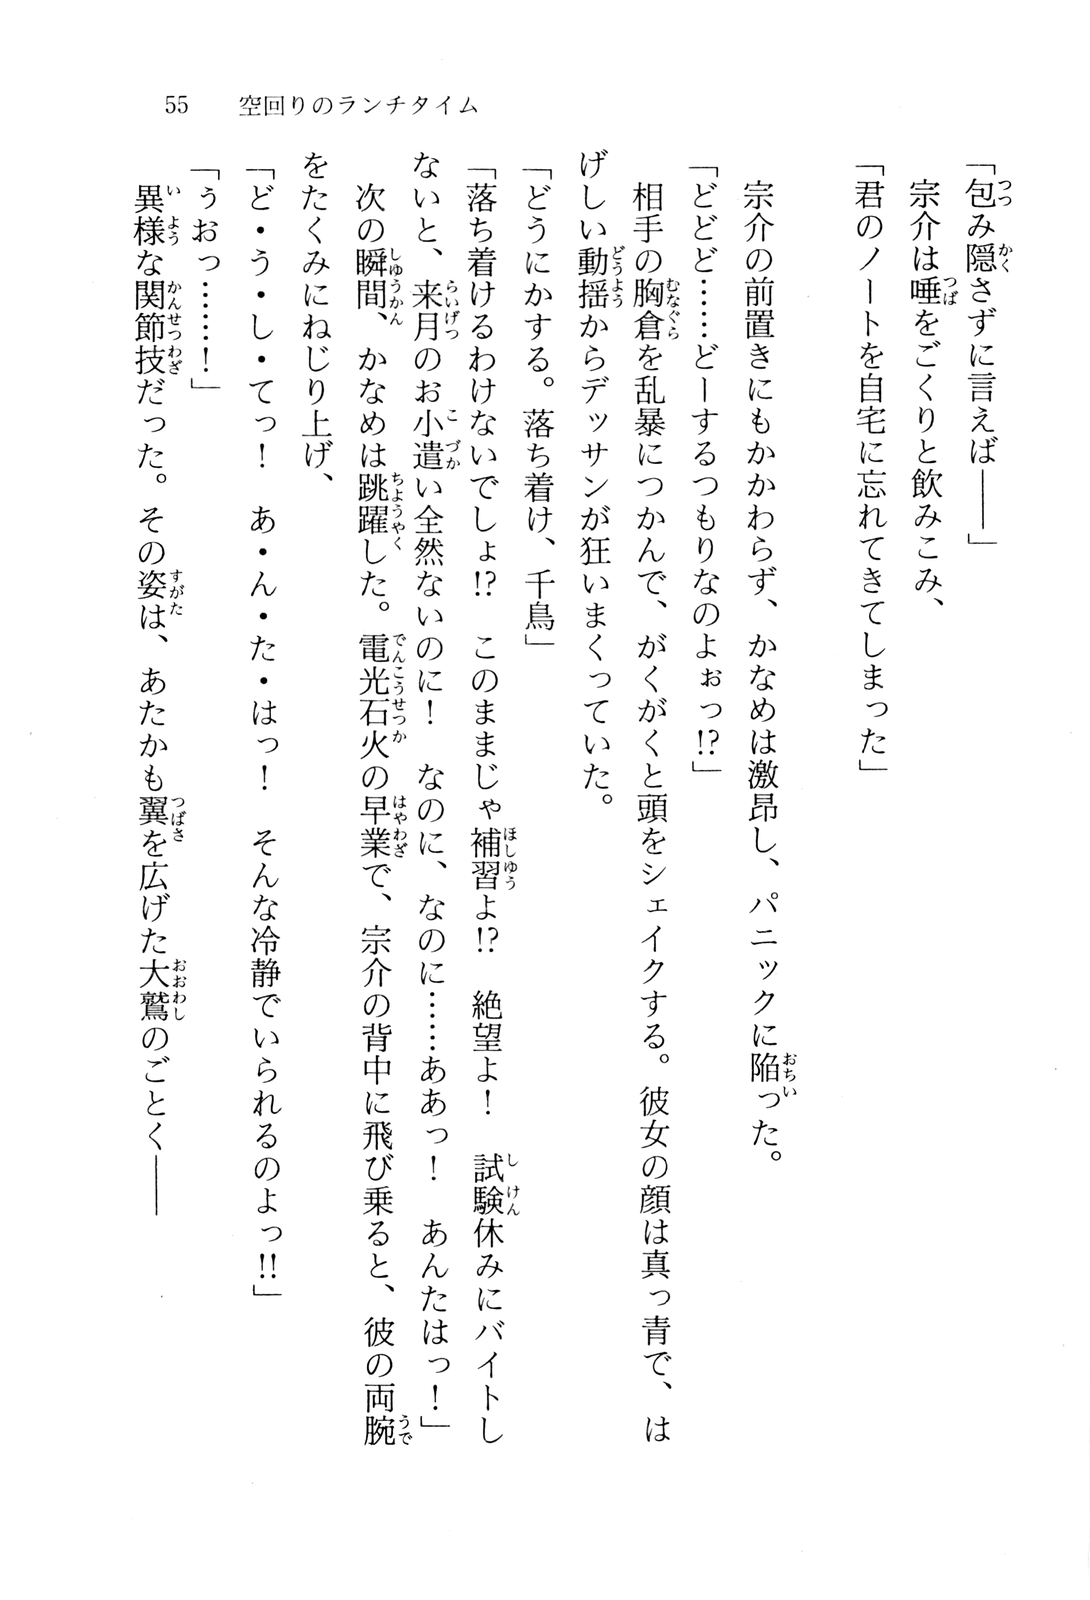 55　空回りのランチタイム
「包み隠さずに言えば――」
　宗介は唾をごくりと飲みこみ、
「君のノートを自宅に忘れてきてしまった」
　宗介の前置きにもかかわらず、かなめは激昂し、パニックに陥った。
「どどど……どーするつもりなのよぉっ!?」
　相手の胸倉を乱暴につかんで、がくがくと頭をシェイクする。彼女の顔は真っ青で、は
げしい動揺からデッサンが狂いまくっていた。
「どうにかする。落ち着け、千鳥」
「落ち着けるわけないでしょ!?　このままじゃ補習よ!?　絶望よ！　試験休みにバイトし
ないと、来月のお小遣い全然ないのに！　なのに、なのに……ああっ！　あんたはっ！」
　次の瞬間、かなめは跳躍した。電光石火の早業で、宗介の背中に飛び乗ると、彼の両腕
をたくみにねじり上げ、
「ど・う・し・てっ！　あ・ん・た・はっ！　そんな冷静でいられるのよっ!!」
「うおっ……！」
　異様な関節技だった。その姿は、あたかも翼を広げた大鷲のごとく――